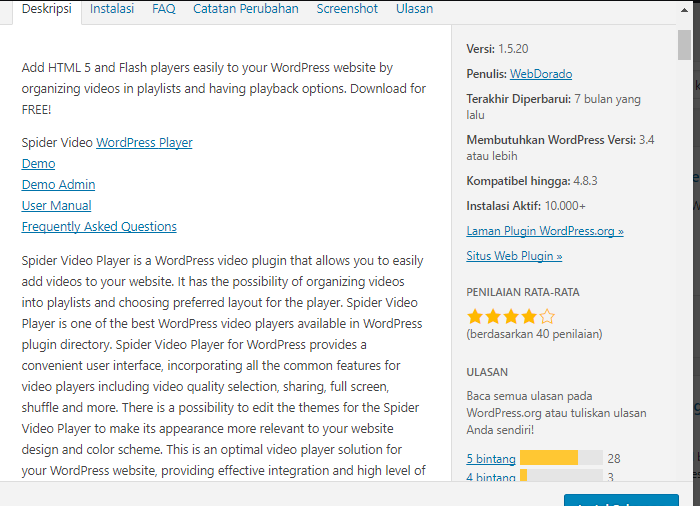 Deskripsi Instalasi FAQ Catatan Perubahan Screenshot Ulasan
Add HTML 5 and Flash players easily to your WordPress website by
organizing videos in playlists and having playback options. Download for
FREE!
Spider Video WordPress Player
Demo
Demo Admin
User Manual
Frequently Asked Questions
Spider Video Player is a WordPress video plugin that allows you to easily
add videos to your website. It has the possibility of organizing videos
into playlists and choosing preferred layout for the player. Spider Video
Player is one of the best WordPress video players available in WordPress
plugin directory. Spider Video Player for WordPress provides a
convenient user interface, incorporating all the common features for
video players including video quality selection, sharing, full screen,
shuffle and more. There is a possibility to edit the themes for the Spider
Video Player to make its appearance more relevant to your website
design and color scheme. This is an optimal video player solution for
your WordPress website, providing effective integration and high level of
Versi: 1.5.20
Penulis: WebDorado
Terakhir Diperbarui: 7 bulan yang
lalu
Membutuhkan WordPress Versi: 3.4
atau lebih
Kompatibel hingga: 4.8.3
Instalasi Aktif: 10.000+
Laman Plugin WordPress.org »
Situs Web Plugin »
PENILAIAN RATA-RATA
(berdasarkan 40 penilaian)
ULASAN
Baca semua ulasan pada
WordPress.org atau tuliskan ulasan
Anda sendiri!
5 bintang 28
4 bintang 3